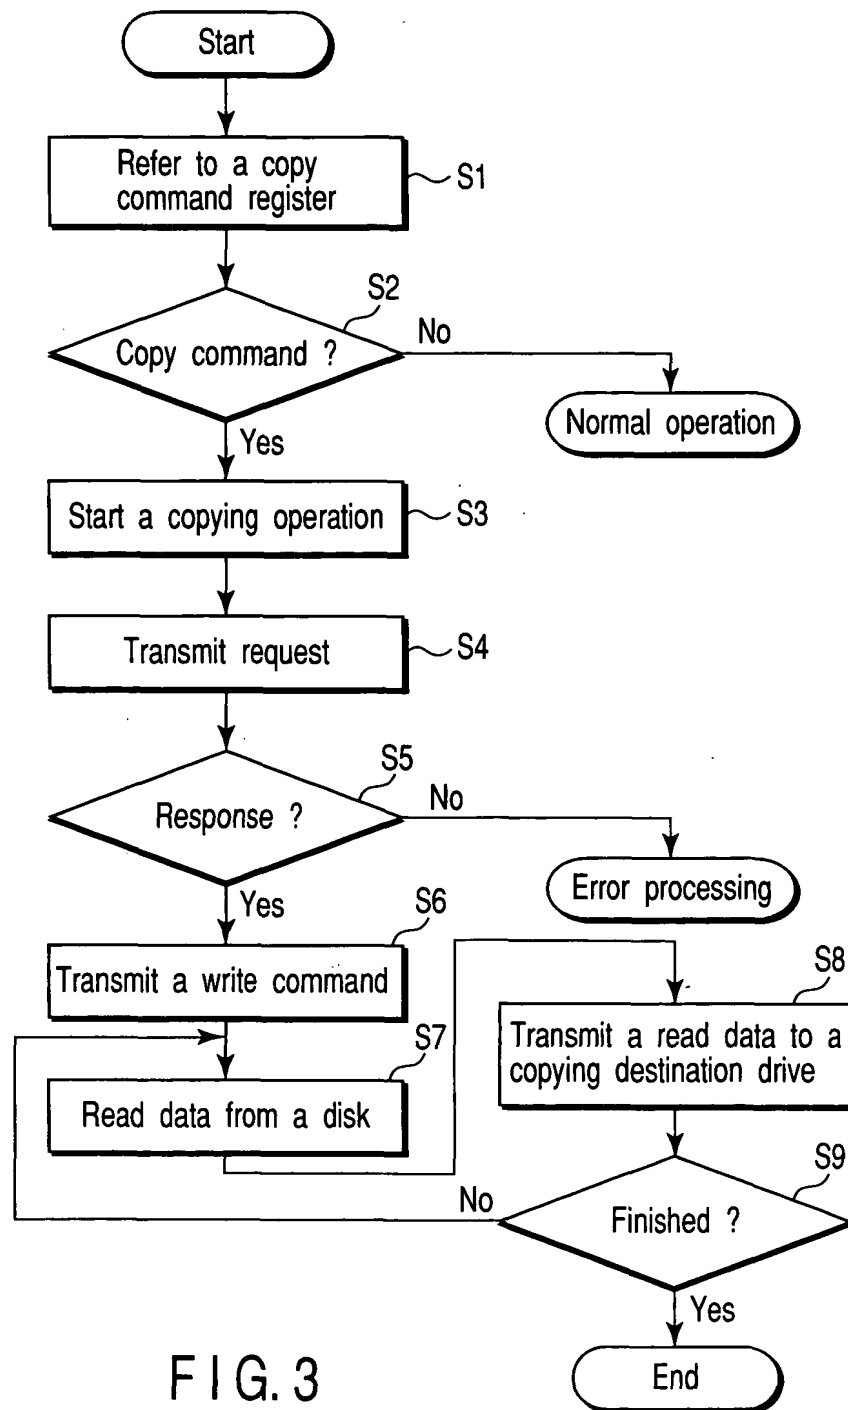 Start
Refer to a copy
command register
S1
S2
Copy command ?
No
Normal operation
Yes
Start a copying operation
S3
Transmit request
S4
S5
Response ?
No
Error processing
Yes
S6
Transmit a write command
S7
Read data from a disk
S8
Transmit a read data to a
copying destination drive
S9
Finished ?
No
Yes
End
FIG. 3